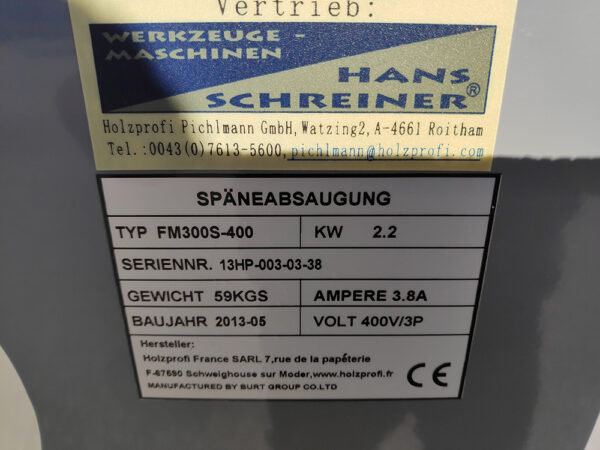 Vertrieb:
WERKZEUGE-
MASCHINEN
HANS
SCHREINER®
Holzprofi Pichlmann GmbH,Watzing2,A-4661 Roitham
Tel.:0043(0)7613-5600,pichlmann@holzprofi.com
SPÄNEABSAUGUNG
TYP FM300S-400 KW 2.2
SERIENNR. 13HP-003-03-38
GEWICHT 59KGS AMPERE 3.8A
BAUJAHR 2013-05 VOLT 400V/3P
Hersteller:
Holzprofi France SARL 7,rue de la papéterie
F-67590 Schweighouse sur Moder,www.holzprofi.fr
MANUFACTURED BY BURT GROUP CO.LTD
CE